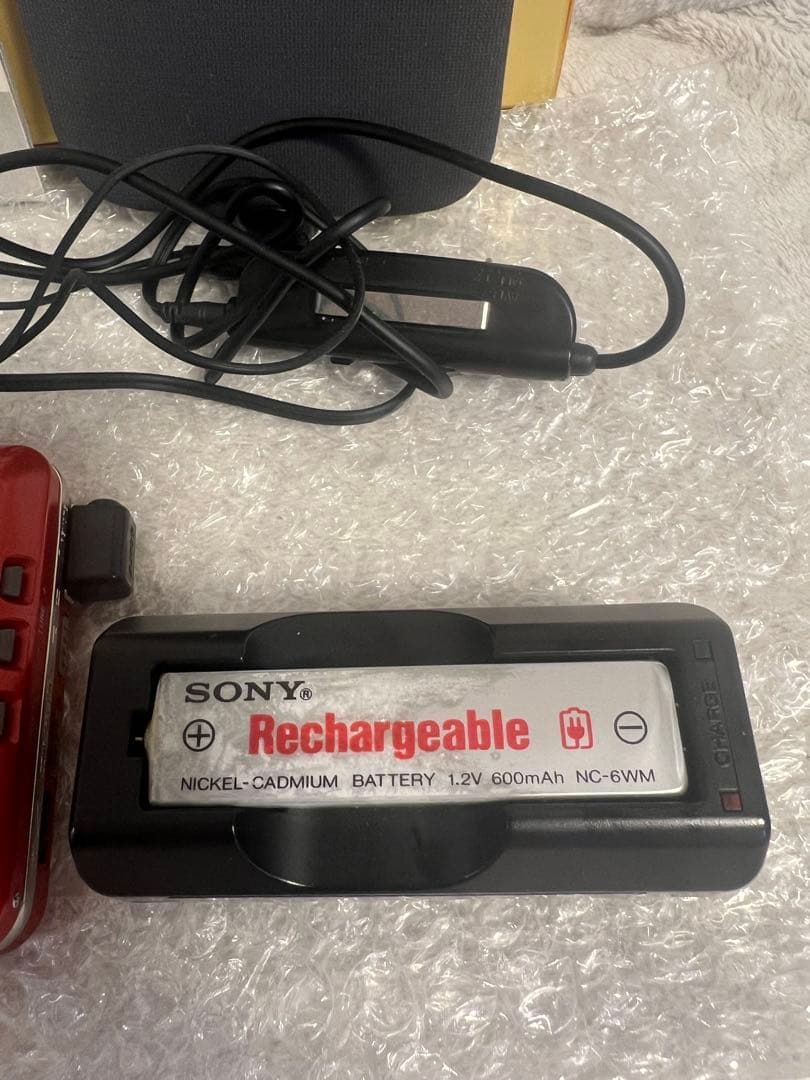 SONY®
⊕ Rechargeable ⊖
NICKEL-CADMIUM BATTERY 1.2V 600mAh NC-6WM
CHARGE